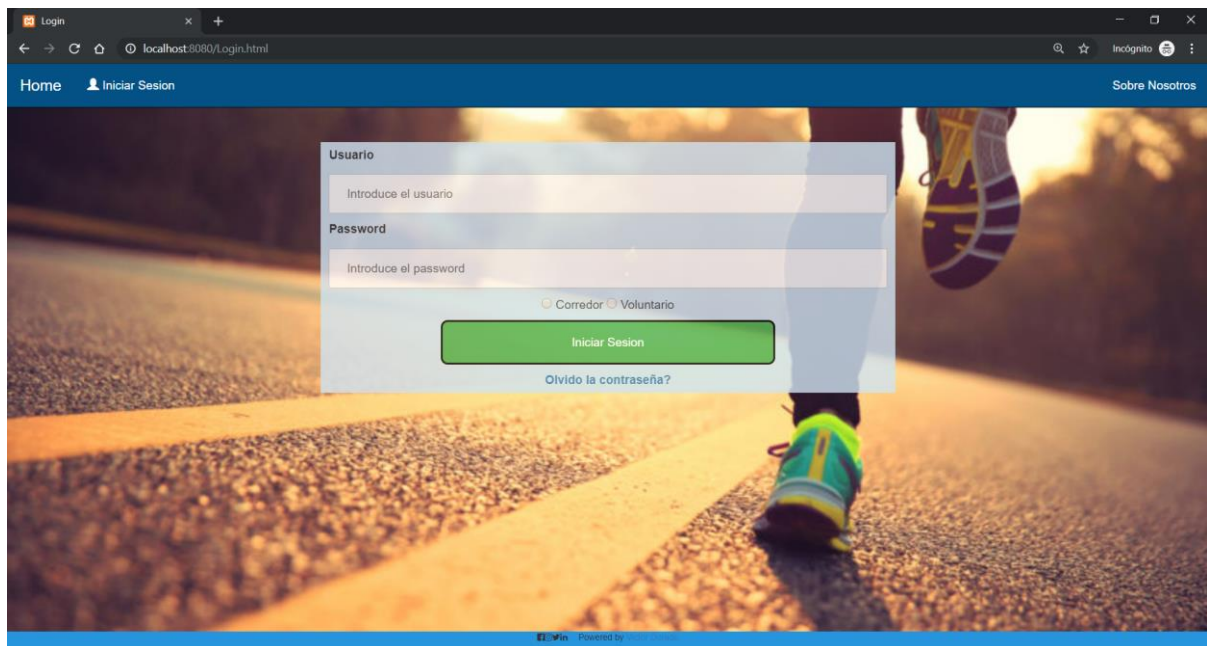 Login
localhost:8080/Login.html
Incógnito
Home
Iniciar Sesion
Sobre Nosotros
Usuario
Introduce el usuario
Password
Introduce el password
Corredor Voluntario
Iniciar Sesion
Olvido la contraseña?
Powered by